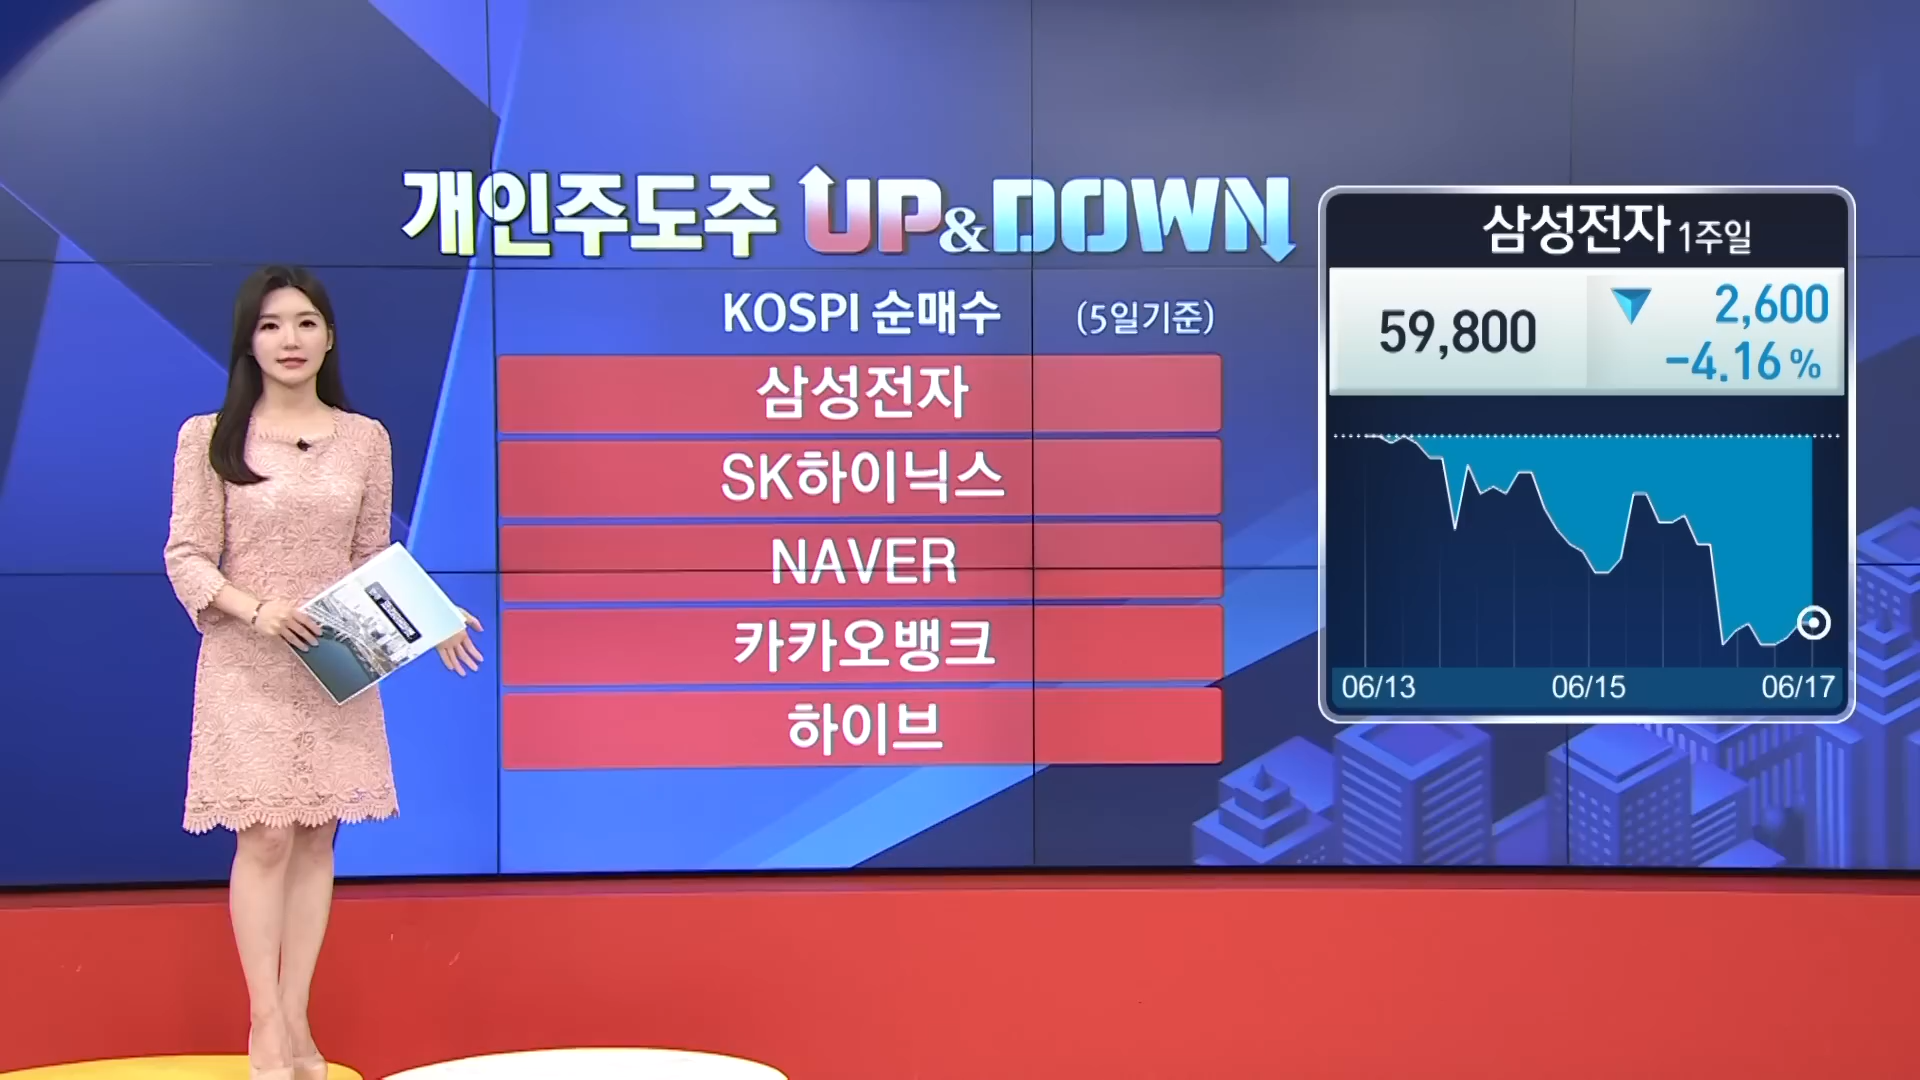 개인주도주 UP&DOWN
KOSPI 순매수 (5일기준)
삼성전자
SK하이닉스
NAVER
카카오뱅크
하이브
삼성전자 1주일
59,800
▼ 2,600
-4.16%
06/13 06/15 06/17